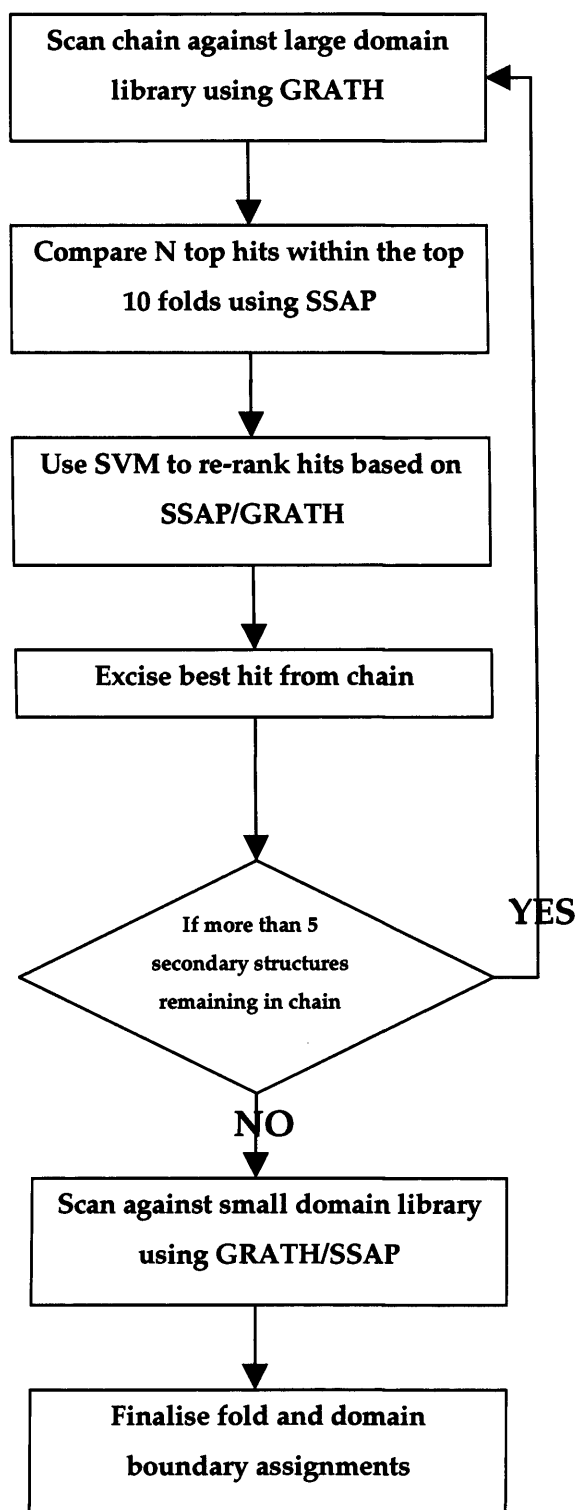 Scan chain against large domain
library using GRATH
Compare N top hits within the top
10 folds using SSAP
Use SVM to re-rank hits based on
SSAP/GRATH
Excise best hit from chain
If more than 5
secondary structures
remaining in chain
YES
NO
Scan against small domain library
using GRATH/SSAP
Finalise fold and domain
boundary assignments